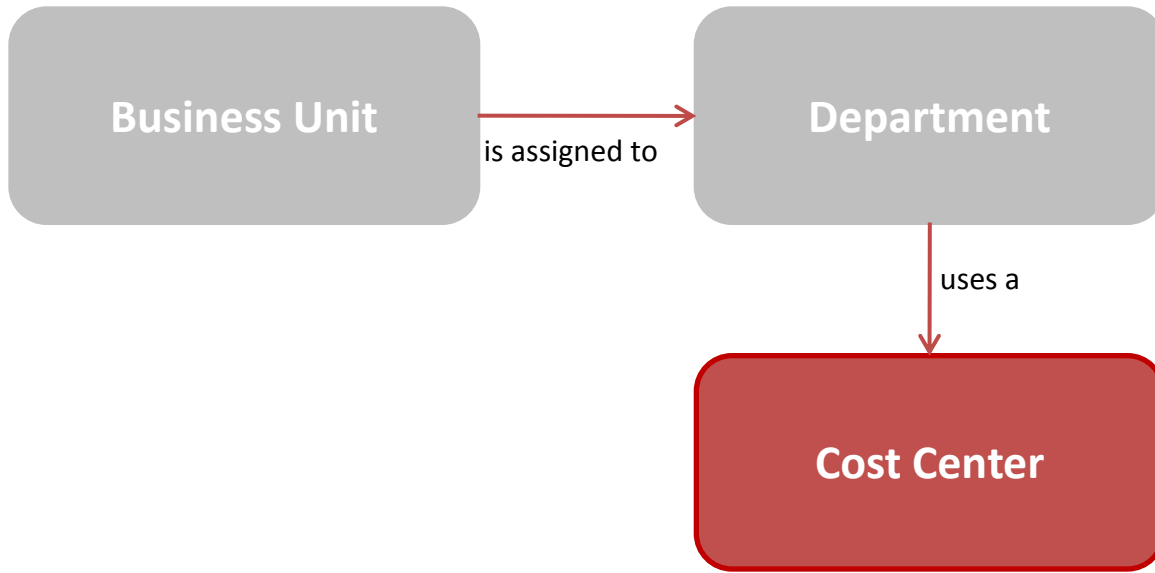 Business Unit
is assigned to
Department
uses a
Cost Center